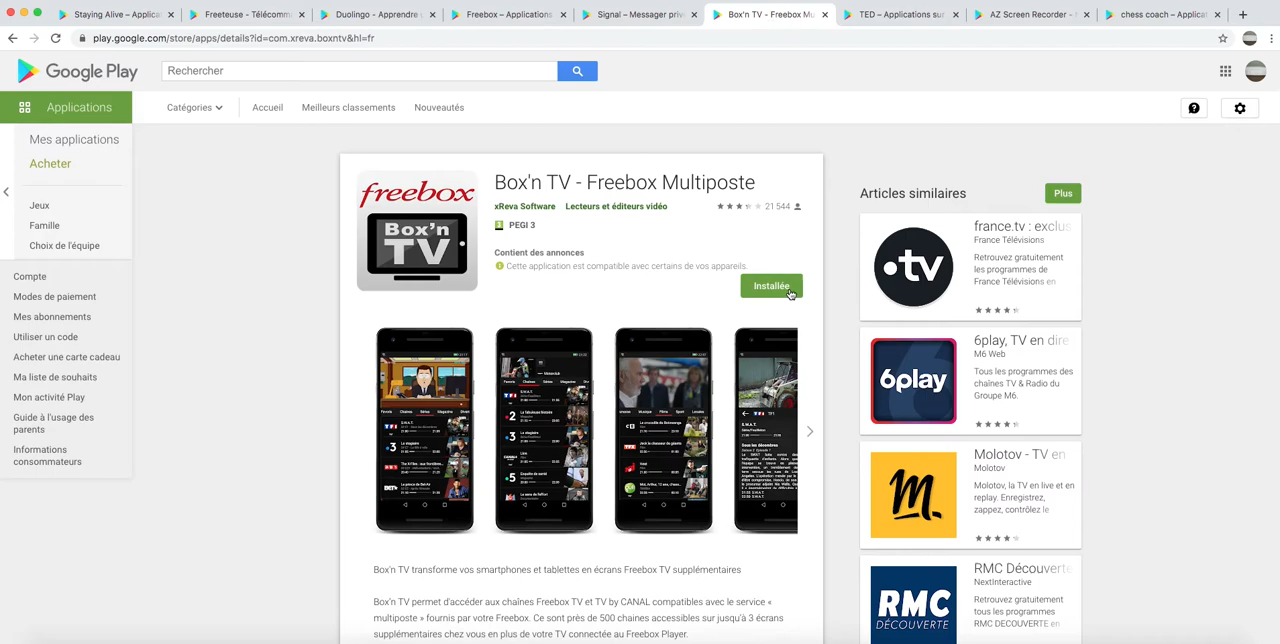 Staying Alive – Applicat
Freeteuse - Télécomm
Duolingo - Apprendre
Freebox – Applications
Signal – Messager priv
Box'n TV - Freebox Mu
TED – Applications sur
AZ Screen Recorder -
chess coach – Applicat
play.google.com/store/apps/details?id=com.xreva.boxntv&hl=fr
Google Play
Rechercher
Applications
Catégories
Accueil
Meilleurs classements
Nouveautés
Mes applications
Acheter
Jeux
Famille
Choix de l'équipe
Compte
Modes de paiement
Mes abonnements
Utiliser un code
Acheter une carte cadeau
Ma liste de souhaits
Mon activité Play
Guide à l'usage des
parents
Informations
consommateurs
freebox
Box'n
TV
Box'n TV - Freebox Multiposte
xReva Software Lecteurs et éditeurs vidéo
21 544
3 PEGI 3
Contient des annonces
Cette application est compatible avec certains de vos appareils.
Installée
Box'n TV transforme vos smartphones et tablettes en écrans Freebox TV supplémentaires
Box'n TV permet d'accéder aux chaînes Freebox TV et TV by CANAL compatibles avec le service «
multiposte » fournis par votre Freebox. Ce sont près de 500 chaines accessibles sur jusqu'à 3 écrans
supplémentaires chez vous en plus de votre TV connectée au Freebox Player.
Articles similaires
Plus
•tv
france.tv : exclus
France Télévisions
Retrouvez gratuitement
les programmes de
France Télévisions en
6play
6play, TV en dire
M6 Web
Tous les programmes des
chaînes TV & Radio du
Groupe M6.
m.
Molotov - TV en
Molotov
Molotov, la TV en live et en
replay. Enregistrez,
zappez, contrôlez le
RMC
DÉCOUVERTE
RMC Découverte
NextInteractive
Retrouvez gratuitement
tous les programmes
RMC DECOUVERTE en